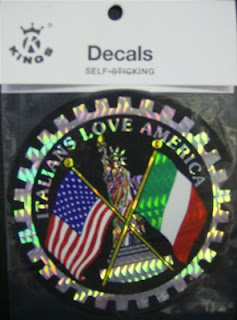 K
KINGS
Decals
SELF-STICKING
ITALIANS LOVE AMERICA